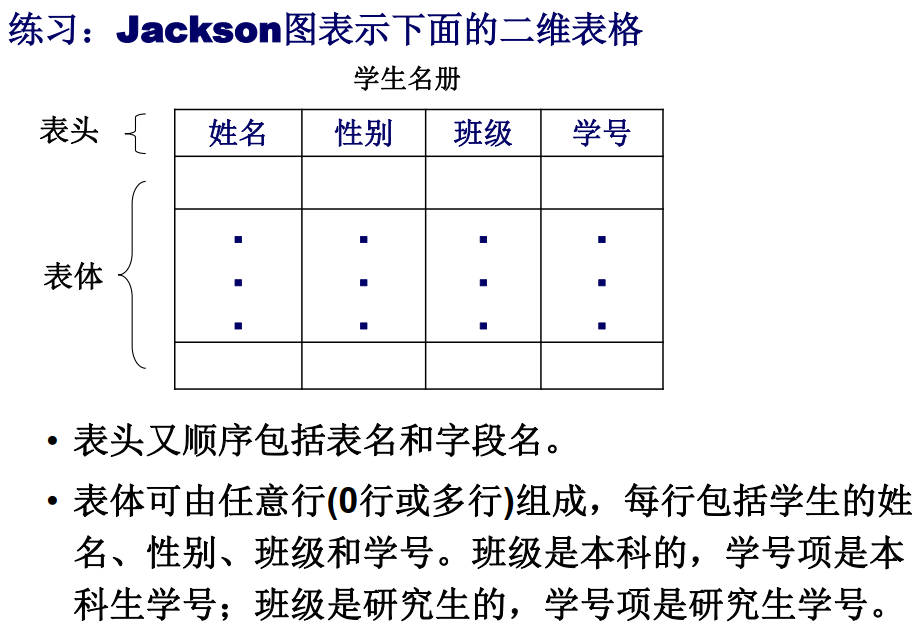 练习：Jackson图表示下面的二维表格
学生名册
表头 姓名 性别 班级 学号
表体
• 表头又顺序包括表名和字段名。
• 表体可由任意行(0行或多行)组成，每行包括学生的姓
名、性别、班级和学号。班级是本科的，学号项是本
科生学号；班级是研究生的，学号项是研究生学号。